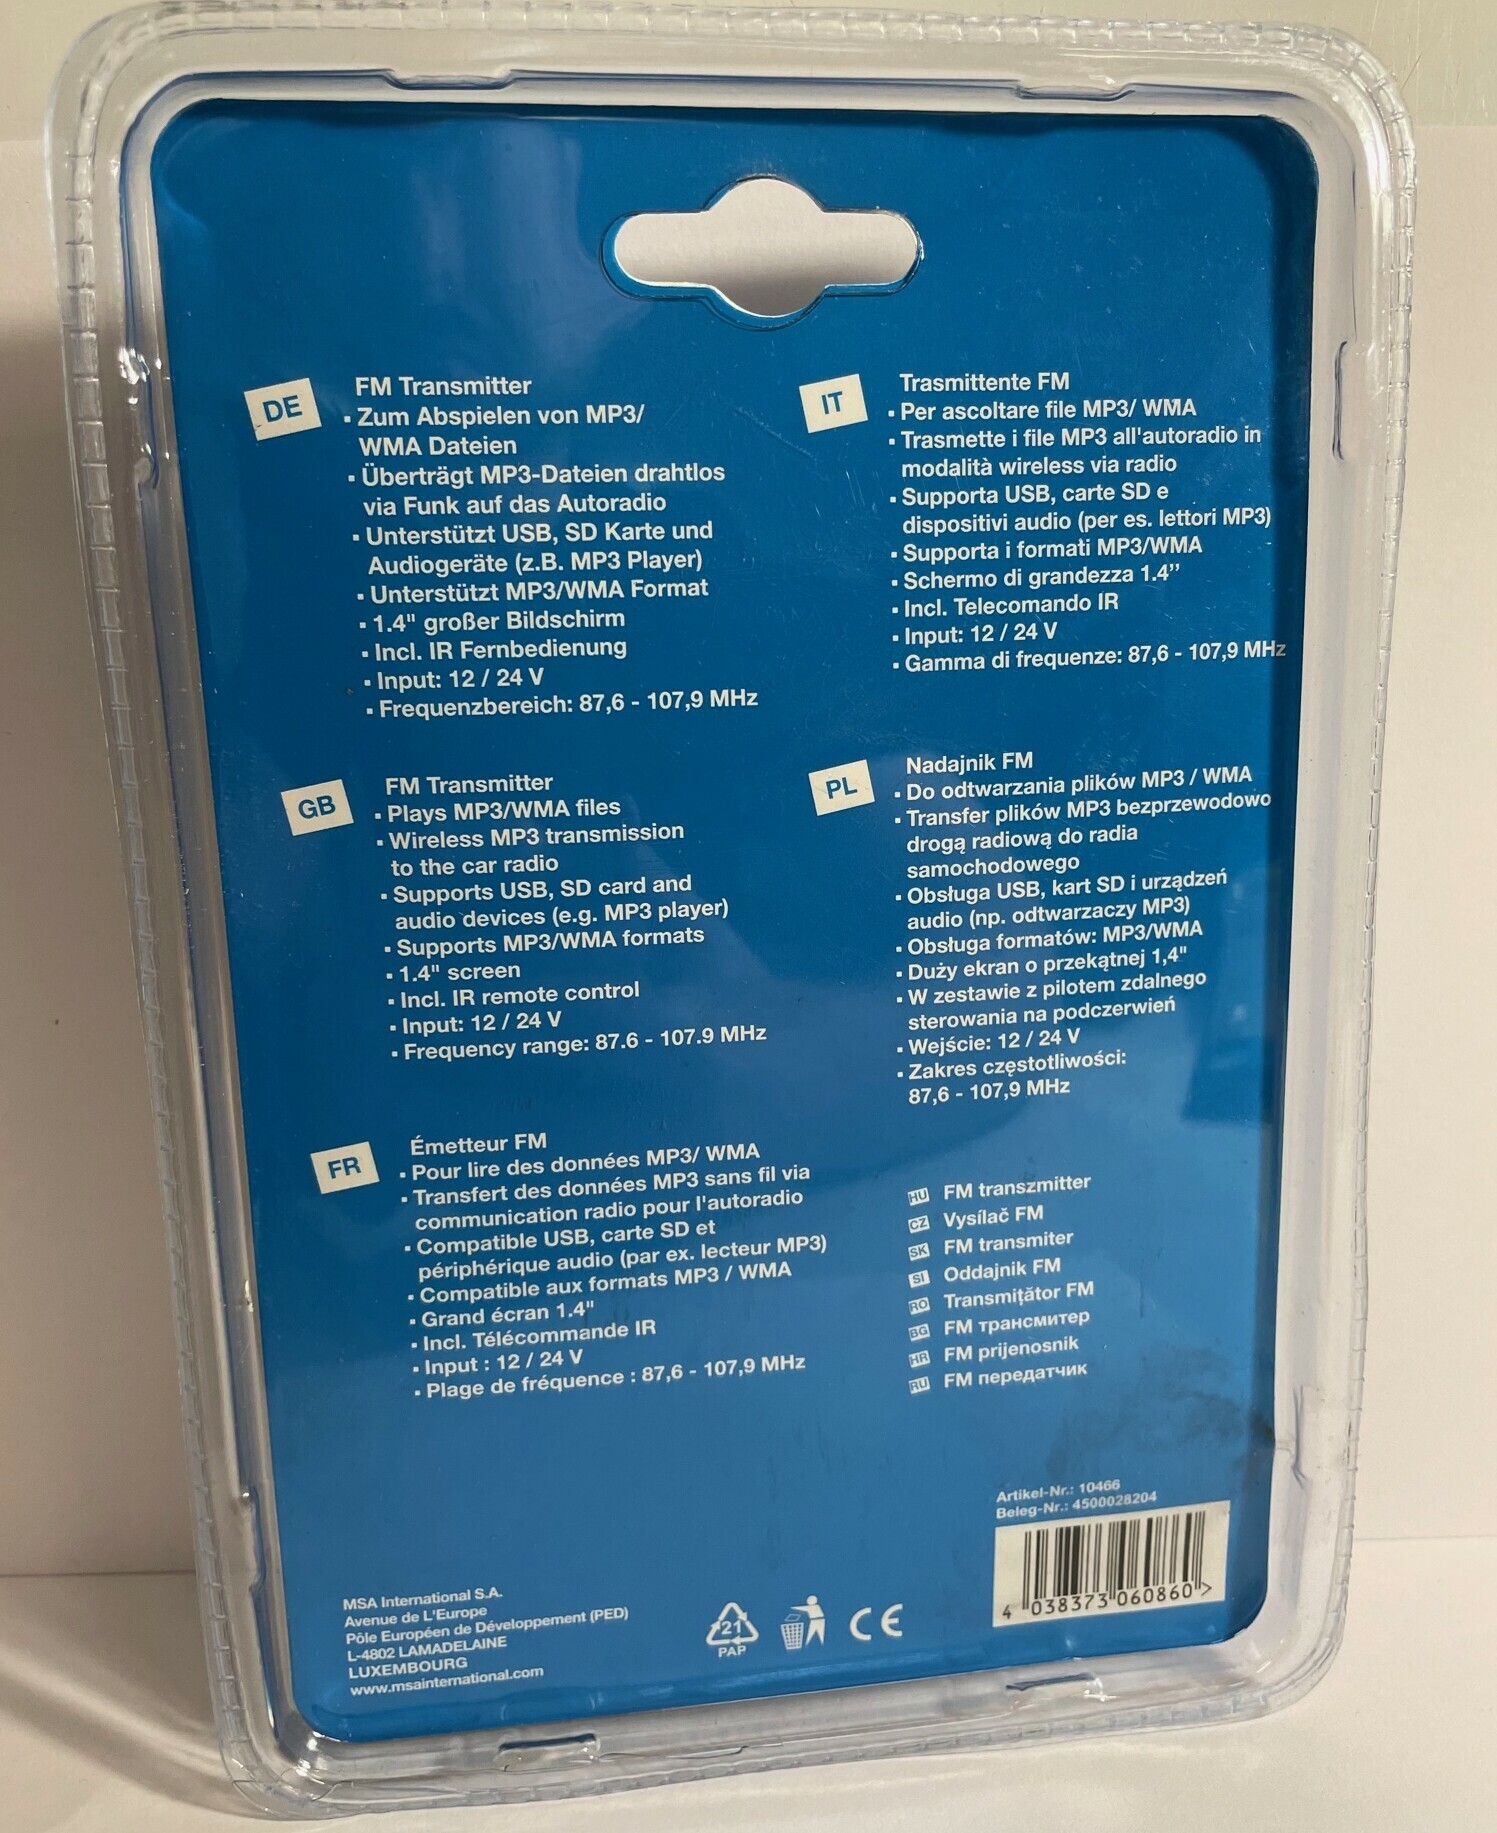 DE
FM Transmitter
▪ Zum Abspielen von MP3/
WMA Dateien
▪ Überträgt MP3-Dateien drahtlos
via Funk auf das Autoradio
▪ Unterstützt USB, SD Karte und
Audiogeräte (z.B. MP3 Player)
▪ Unterstützt MP3/WMA Format
▪ 1.4" großer Bildschirm
▪ Incl. IR Fernbedienung
▪ Input: 12 / 24 V
▪ Frequenzbereich: 87,6 - 107,9 MHz
GB
FM Transmitter
▪ Plays MP3/WMA files
▪ Wireless MP3 transmission
to the car radio
▪ Supports USB, SD card and
audio devices (e.g. MP3 player)
▪ Supports MP3/WMA formats
▪ 1.4" screen
▪ Incl. IR remote control
▪ Input: 12 / 24 V
▪ Frequency range: 87.6 - 107.9 MHz
FR
Émetteur FM
▪ Pour lire des données MP3/ WMA
▪ Transfert des données MP3 sans fil via
communication radio pour l'autoradio
▪ Compatible USB, carte SD et
périphérique audio (par ex. lecteur MP3)
▪ Compatible aux formats MP3 / WMA
▪ Grand écran 1.4"
▪ Incl. Télécommande IR
▪ Input : 12 / 24 V
▪ Plage de fréquence : 87,6 - 107,9 MHz
IT
Trasmittente FM
▪ Per ascoltare file MP3/ WMA
▪ Trasmette i file MP3 all'autoradio in
modalità wireless via radio
▪ Supporta USB, carte SD e
dispositivi audio (per es. lettori MP3)
▪ Supporta i formati MP3/WMA
▪ Schermo di grandezza 1.4''
▪ Incl. Telecomando IR
▪ Input: 12 / 24 V
▪ Gamma di frequenze: 87,6 - 107,9 MHz
PL
Nadajnik FM
▪ Do odtwarzania plików MP3 / WMA
▪ Transfer plików MP3 bezprzewodowo
drogą radiową do radia
samochodowego
▪ Obsługa USB, kart SD i urządzeń
audio (np. odtwarzaczy MP3)
▪ Obsługa formatów: MP3/WMA
▪ Duży ekran o przekątnej 1,4"
▪ W zestawie z pilotem zdalnego
sterowania na podczerwień
▪ Wejście: 12 / 24 V
▪ Zakres częstotliwości:
87,6 - 107,9 MHz
HU FM transzmitter
CZ Vysílač FM
SK FM transmiter
SI Oddajnik FM
RO Transmițător FM
BG FM трансмитер
HR FM prijenosnik
RU FM передатчик
MSA International S.A.
Avenue de L'Europe
Pôle Européen de Développement (PED)
L-4802 LAMADELAINE
LUXEMBOURG
www.msainternational.com
21
PAP
CE
Artikel-Nr.: 10466
Beleg-Nr.: 4500028204
4 038373 060860 >